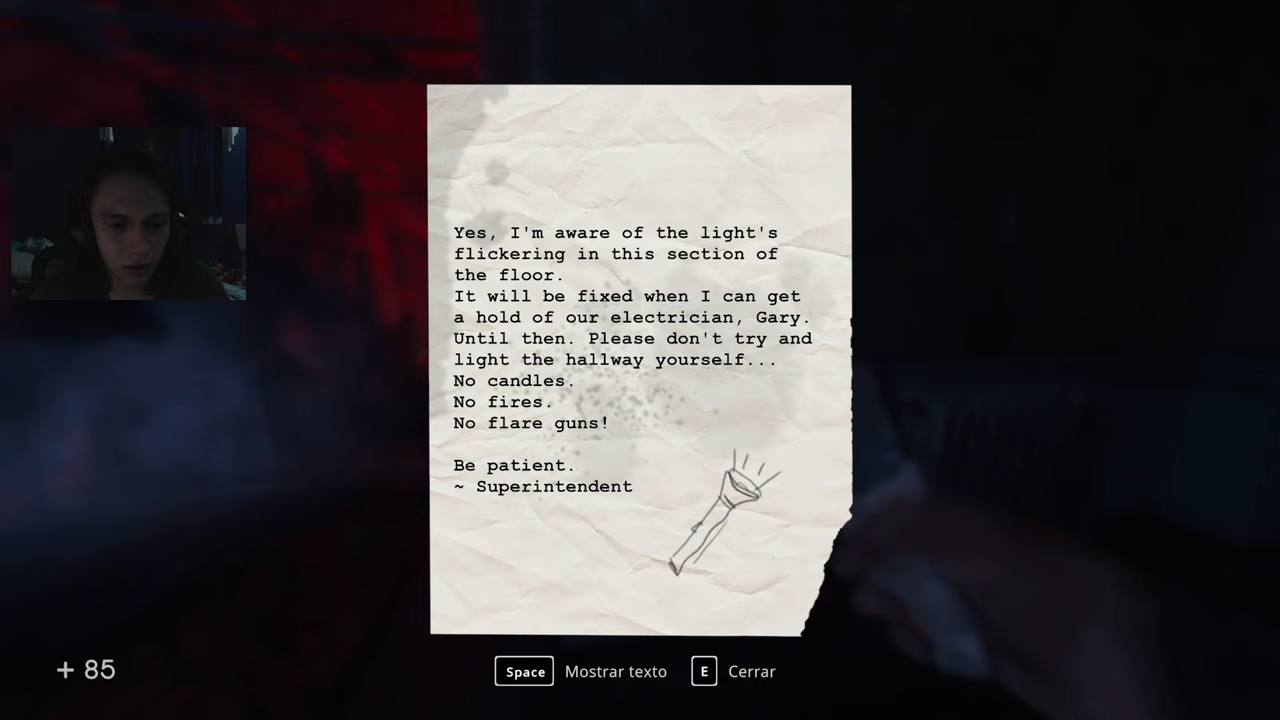 Yes, I'm aware of the light's
flickering in this section of
the floor.
It will be fixed when I can get
a hold of our electrician, Gary.
Until then. Please don't try and
light the hallway yourself...
No candles.
No fires.
No flare guns!
Be patient.
~ Superintendent
+ 85
Space Mostrar texto E Cerrar